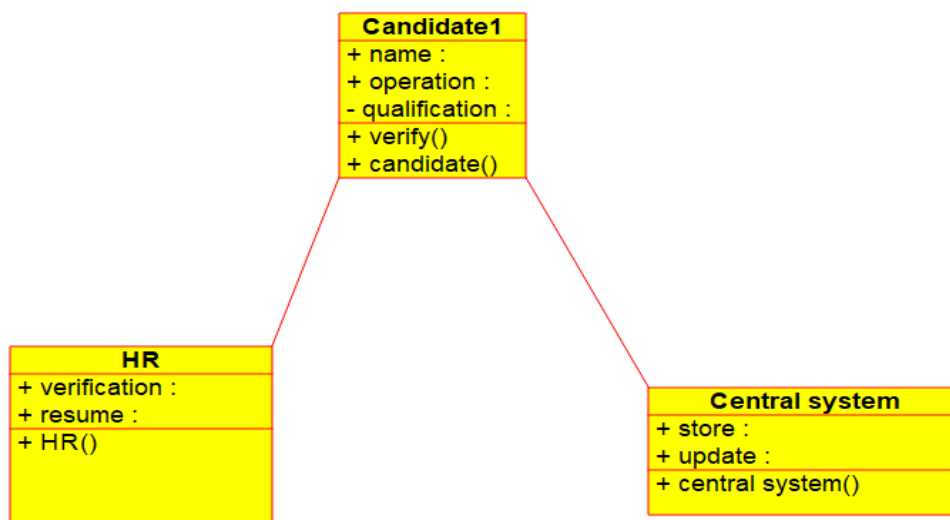 Candidate1
+ name :
+ operation :
- qualification :
+ verify()
+ candidate()
HR
+ verification :
+ resume :
+ HR()
Central system
+ store :
+ update :
+ central system()